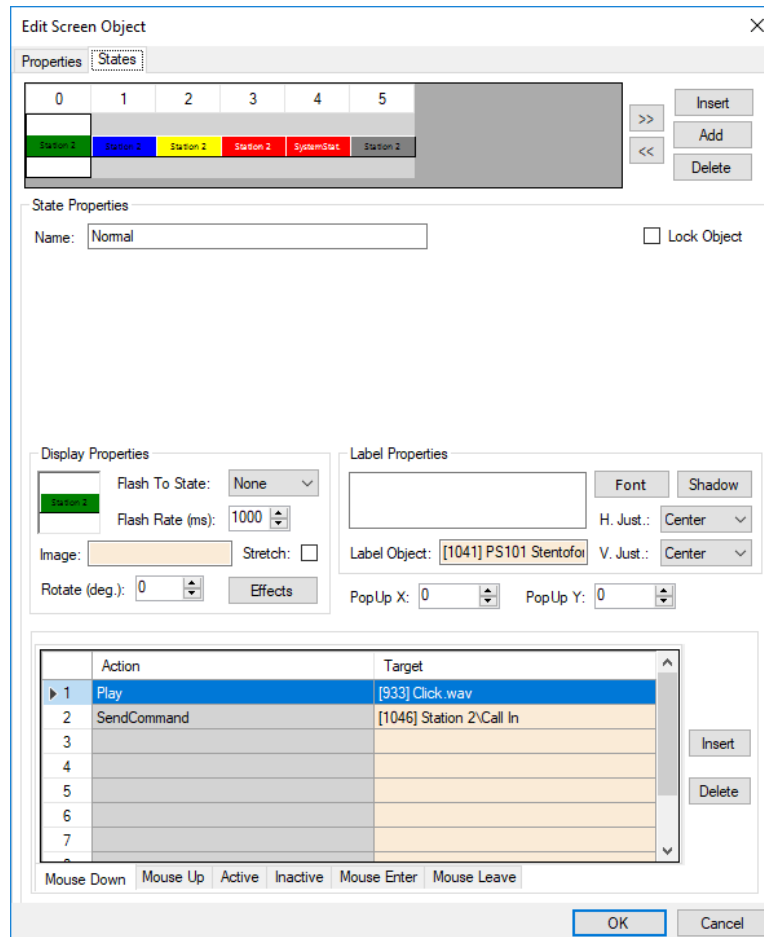 Edit Screen Object
Properties States
0 1 2 3 4 5
Station 2 Station 2 Station 2 Station 2 SystemStat. Station 2
>>
<<
Insert
Add
Delete
State Properties
Name: Normal
Lock Object
Display Properties
Station 2
Flash To State: None
Flash Rate (ms): 1000
Image: Stretch:
Rotate (deg.): 0 Effects
Label Properties
Font Shadow
H. Just.: Center
Label Object: [1041] PS101 Stentofo V. Just.: Center
PopUp X: 0 PopUp Y: 0
Action Target
1 Play [933] Click.wav
2 SendCommand [1046] Station 2\Call In
3
4
5
6
7
Insert
Delete
Mouse Down Mouse Up Active Inactive Mouse Enter Mouse Leave
OK Cancel